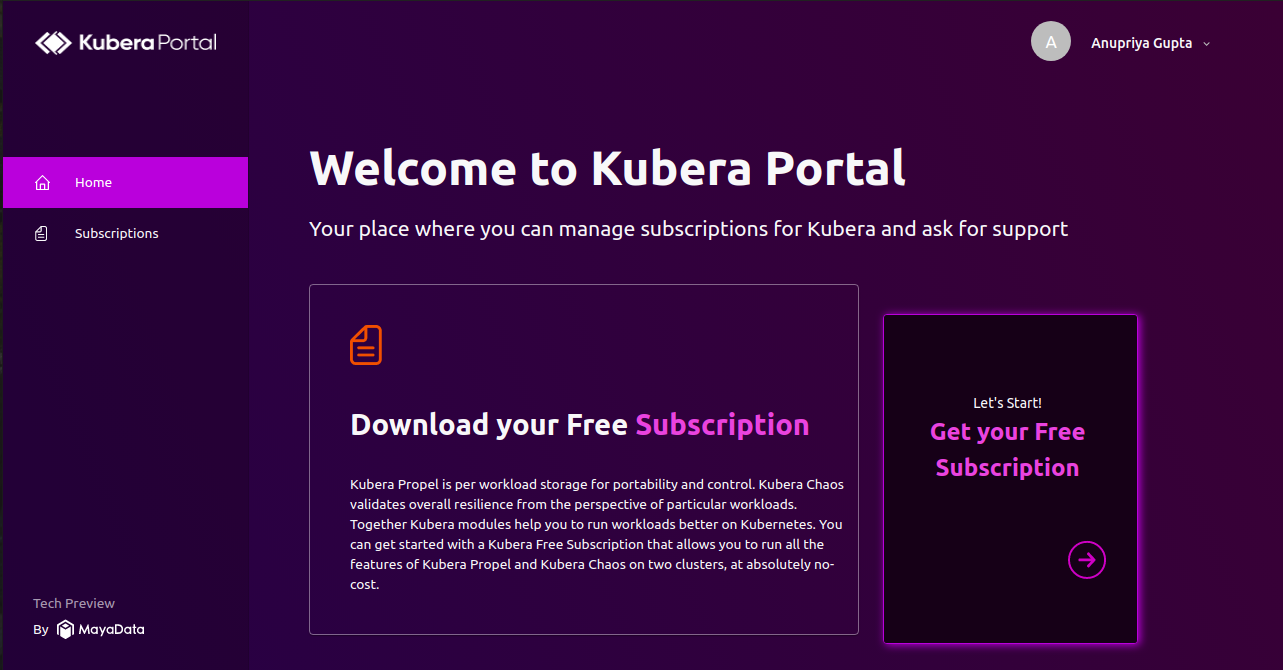 Kubera Portal
A
Anupriya Gupta
Home
Subscriptions
Welcome to Kubera Portal
Your place where you can manage subscriptions for Kubera and ask for support
Download your Free Subscription
Kubera Propel is per workload storage for portability and control. Kubera Chaos
validates overall resilience from the perspective of particular workloads.
Together Kubera modules help you to run workloads better on Kubernetes. You
can get started with a Kubera Free Subscription that allows you to run all the
features of Kubera Propel and Kubera Chaos on two clusters, at absolutely no-
cost.
Let's Start!
Get your Free
Subscription
Tech Preview
By MayaData